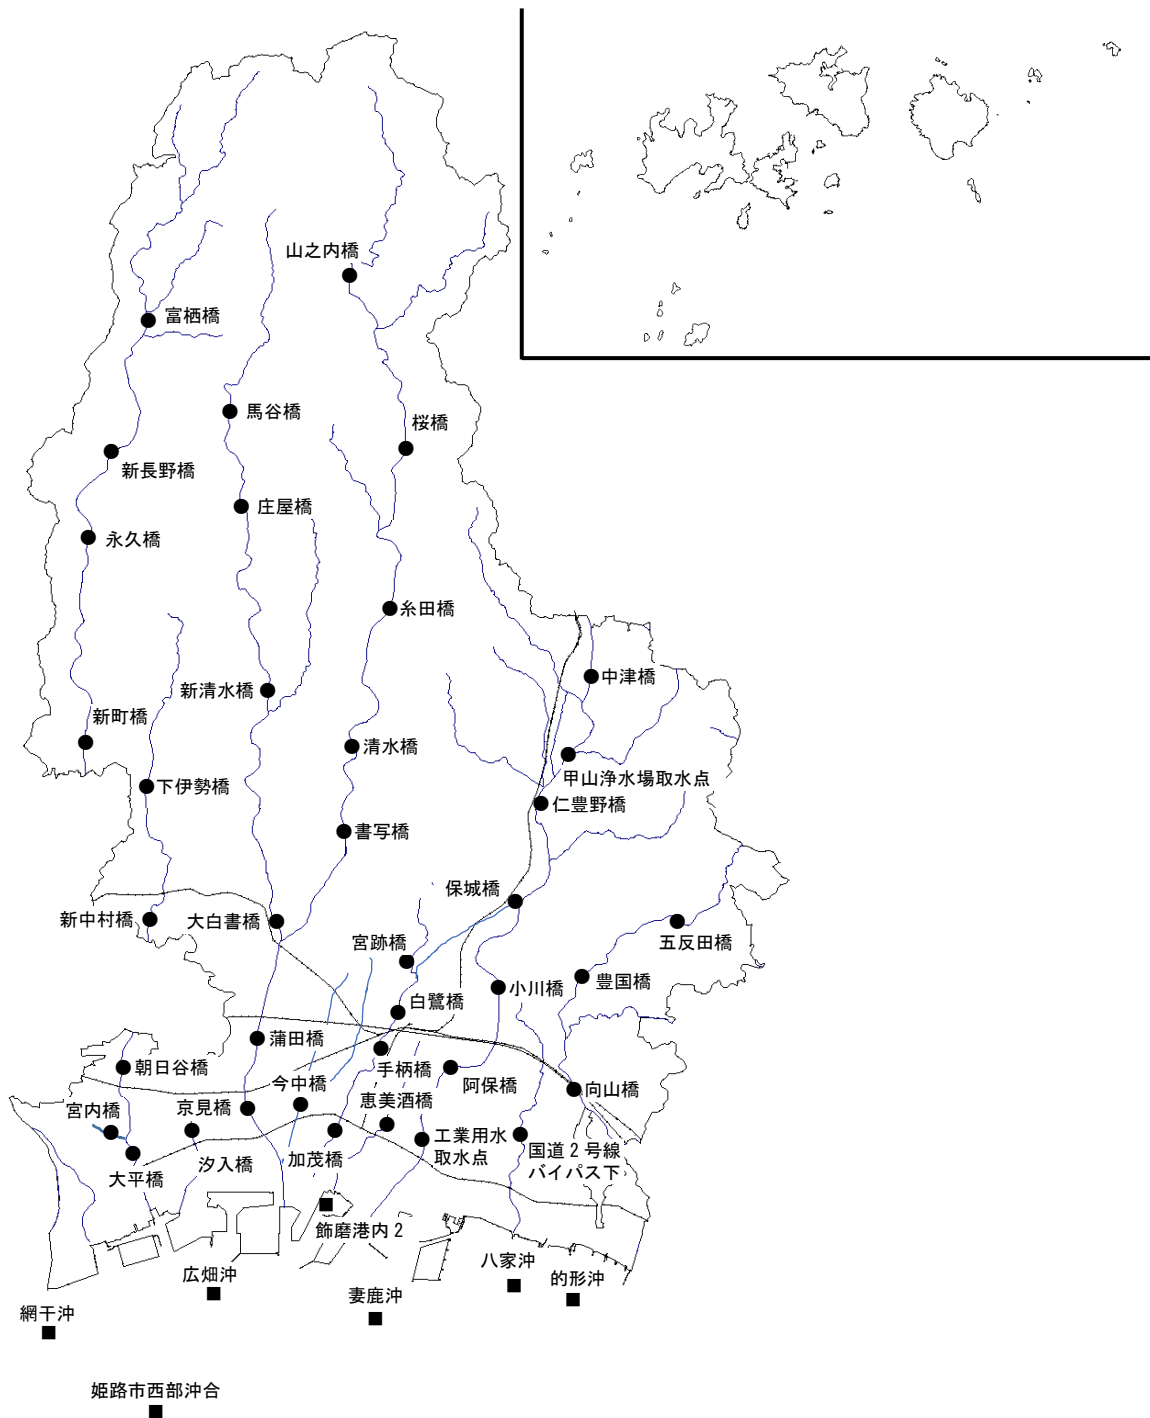 山之内橋
富栖橋
馬谷橋
桜橋
新長野橋
庄屋橋
永久橋
糸田橋
中津橋
新清水橋
新町橋
清水橋
甲山浄水場取水点
下伊勢橋
仁豊野橋
書写橋
保城橋
新中村橋
大白書橋
宮跡橋
五反田橋
豊国橋
小川橋
白鷺橋
蒲田橋
朝日谷橋
手柄橋
今中橋
阿保橋
向山橋
恵美酒橋
宮内橋
京見橋
工業用水
取水点
国道2号線
バイパス下
加茂橋
汐入橋
大平橋
飾磨港内2
八家沖
広畑沖
的形沖
妻鹿沖
網干沖
姫路市西部沖合